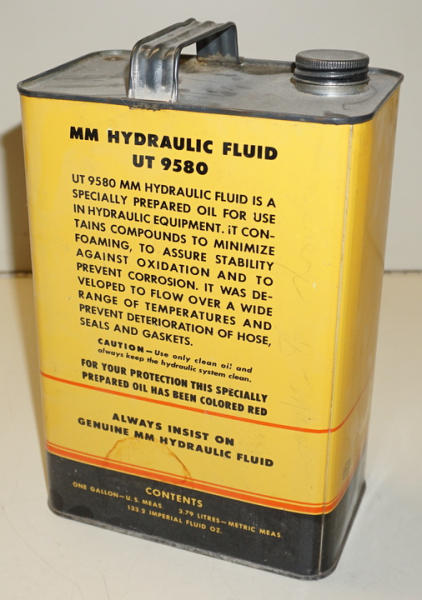 MM HYDRAULIC FLUID
UT 9580
UT 9580 MM HYDRAULIC FLUID IS A
SPECIALLY PREPARED OIL FOR USE
IN HYDRAULIC EQUIPMENT. IT CON-
TAINS COMPOUNDS TO MINIMIZE
FOAMING, TO ASSURE STABILITY
AGAINST OXIDATION AND TO
PREVENT CORROSION. IT WAS DE-
VELOPED TO FLOW OVER A WIDE
RANGE OF TEMPERATURES AND
PREVENT DETERIORATION OF HOSE,
SEALS AND GASKETS.
CAUTION—Use only clean oil and
always keep the hydraulic system clean.
FOR YOUR PROTECTION THIS SPECIALLY
PREPARED OIL HAS BEEN COLORED RED
ALWAYS INSIST ON
GENUINE MM HYDRAULIC FLUID
CONTENTS
ONE GALLON—U.S. MEAS. 3.79 LITRES—METRIC MEAS.
133.2 IMPERIAL FLUID OZ.